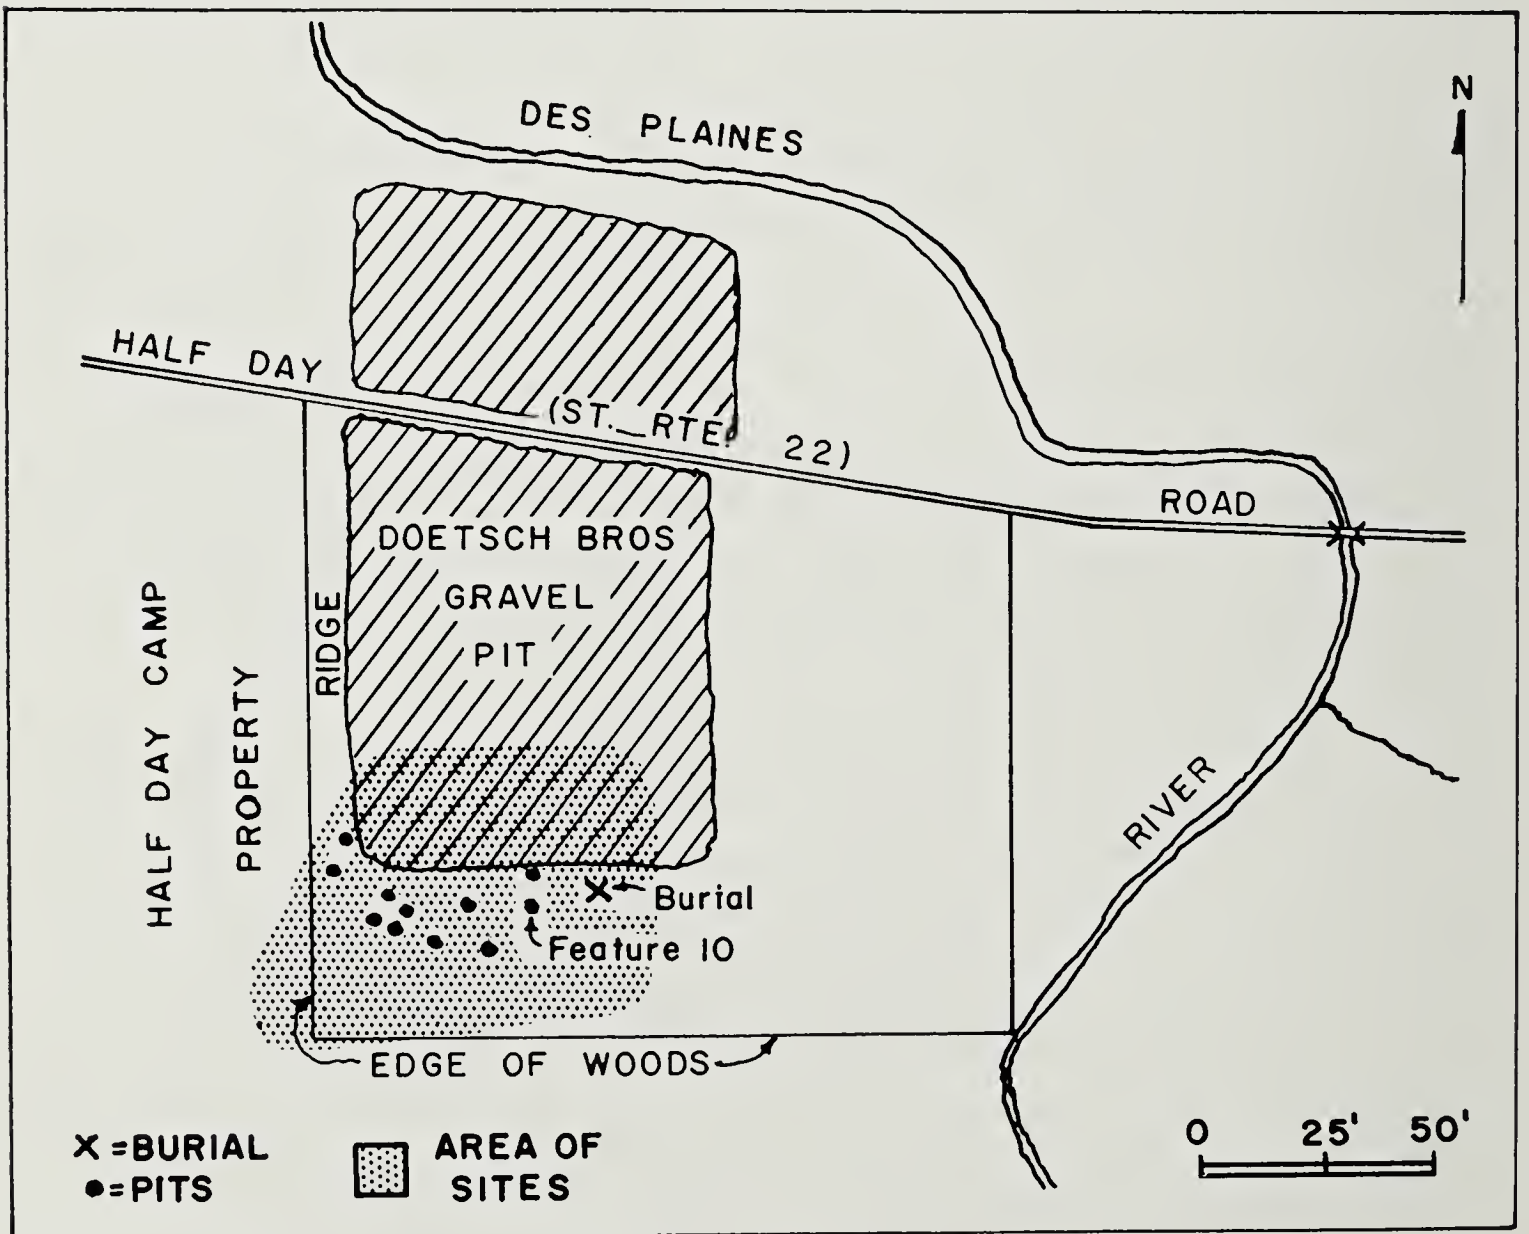 N
DES PLAINES
HALF DAY (ST. RTE. 22) ROAD
DOETSCH BROS
GRAVEL
PIT
RIDGE
HALF DAY CAMP
PROPERTY
RIVER
Burial
Feature 10
EDGE OF WOODS
X = BURIAL
● = PITS
AREA OF
SITES
0 25' 50'